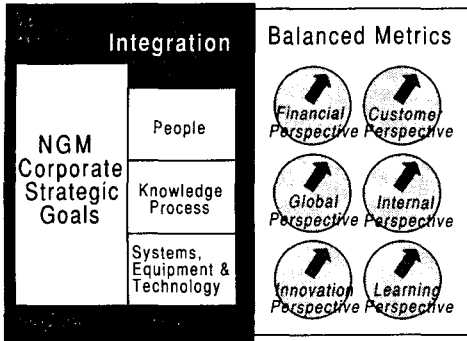 Integration
NGM
Corporate
Strategic
Goals
People
Knowledge
Process
Systems,
Equipment &
Technology
Balanced Metrics
Financial
Perspective
Customer
Perspective
Global
Perspective
Internal
Perspective
Innovation
Perspective
Learning
Perspective